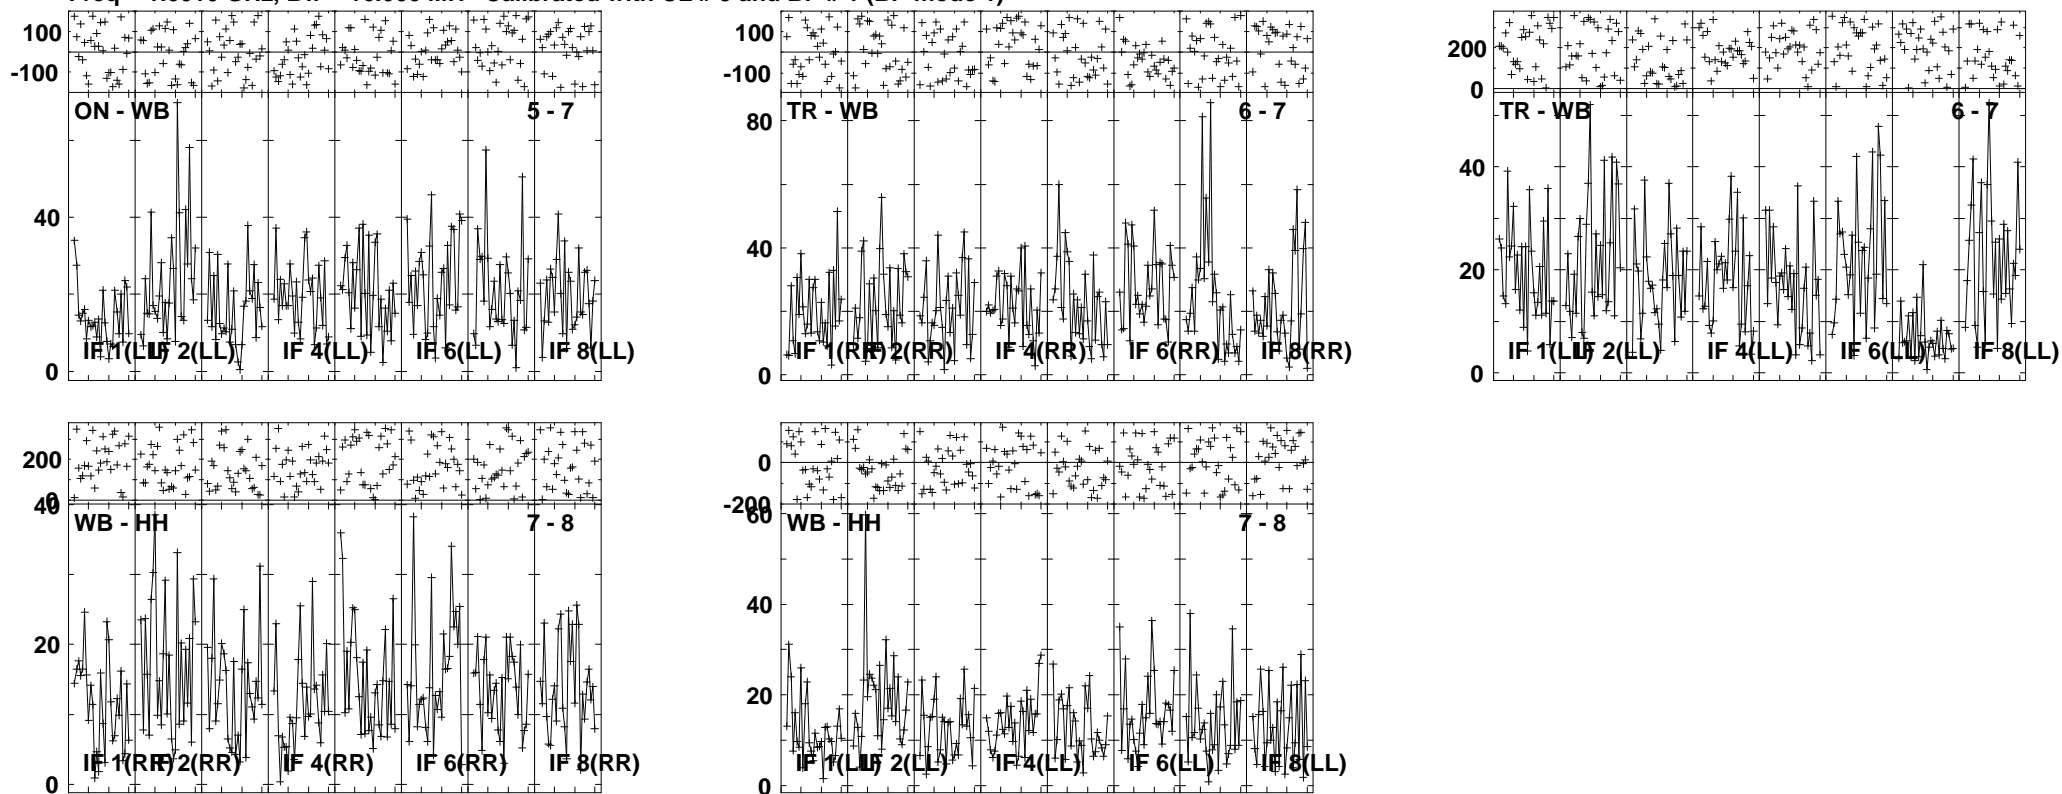 100
-100
ON - WB 5 - 7
40
0
IF 1(LL) IF 2(LL) IF 4(LL) IF 6(LL) IF 8(LL)
100
-100
TR - WB 6 - 7
80
40
0
IF 1(RR) IF 2(RR) IF 4(RR) IF 6(RR) IF 8(RR)
200
0
TR - WB 6 - 7
40
20
0
IF 1(LL) IF 2(LL) IF 4(LL) IF 6(LL) IF 8(LL)
200
0
40
WB - HH 7 - 8
20
0
IF 1(RR) IF 2(RR) IF 4(RR) IF 6(RR) IF 8(RR)
0
-200
60
WB - HH 7 - 8
40
20
0
IF 1(LL) IF 2(LL) IF 4(LL) IF 6(LL) IF 8(LL)